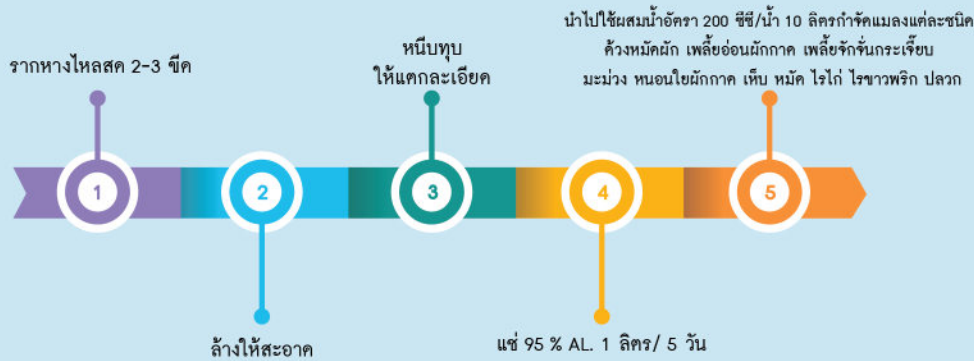 รากหางไหลสด 2-3 ขีด
1
2
ล้างให้สะอาด
หนีบทุบ
ให้แตกละเอียด
3
4
แช่ 95 % AL. 1 ลิตร/ 5 วัน
นำไปใช้ผสมน้ำอัตรา 200 ซีซี/น้ำ 10 ลิตรกำจัดแมลงแต่ละชนิด
ด้วงหมัดผัก เพลี้ยอ่อนผักกาด เพลี้ยจักจั่นกระเจี๊ยบ
มะม่วง หนอนใยผักกาด เห็บ หมัด ไรไก่ ไรขาวพริก ปลวก
5